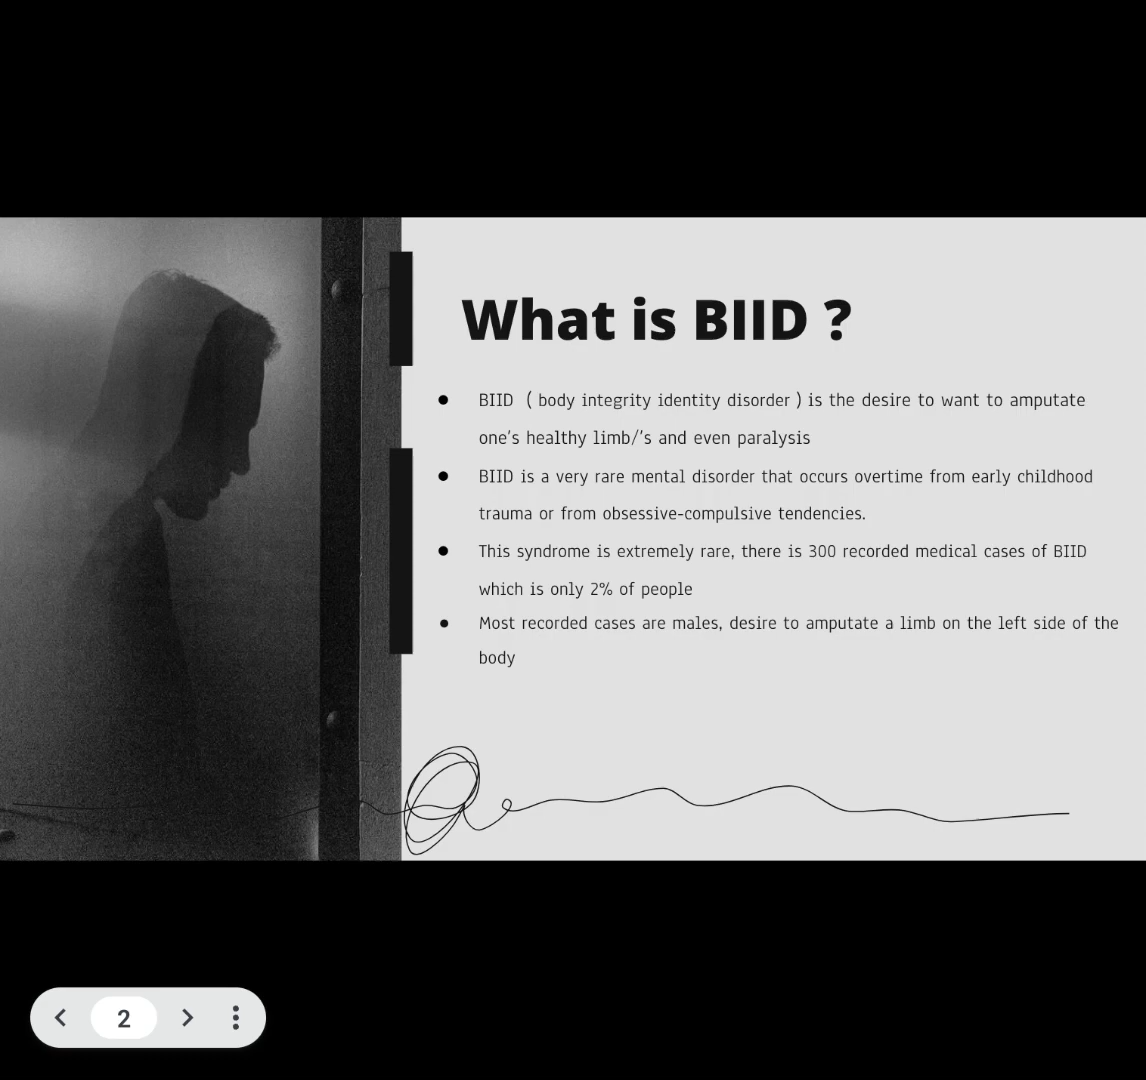 What is BIID ?
● BIID ( body integrity identity disorder ) is the desire to want to amputate
one's healthy limb/'s and even paralysis
● BIID is a very rare mental disorder that occurs overtime from early childhood
trauma or from obsessive-compulsive tendencies.
● This syndrome is extremely rare, there is 300 recorded medical cases of BIID
which is only 2% of people
● Most recorded cases are males, desire to amputate a limb on the left side of the
body
2